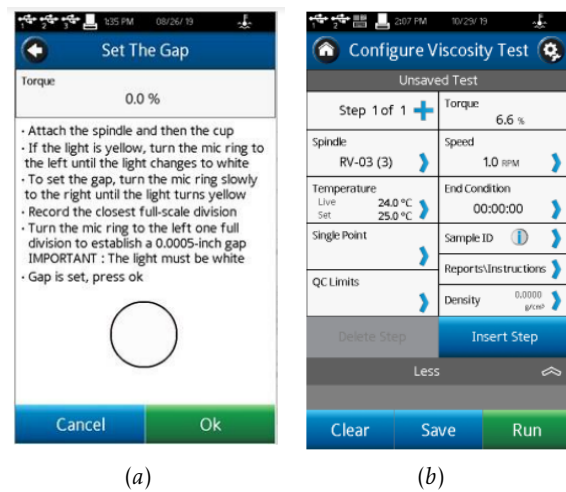 1:35 PM 08/26/19
Set The Gap
Torque
0.0 %
· Attach the spindle and then the cup
· If the light is yellow, turn the mic ring to
the left until the light changes to white
· To set the gap, turn the mic ring slowly
to the right until the light turns yellow
· Record the closest full-scale division
· Turn the mic ring to the left one full
division to establish a 0.0005-inch gap
IMPORTANT : The light must be white
· Gap is set, press ok
Cancel Ok
(a)
2:07 PM 10/29/19
Configure Viscosity Test
Unsaved Test
Step 1 of 1
Torque
6.6 %
Spindle
RV-03 (3)
Speed
1.0 RPM
Temperature
Live 24.0 °C
Set 25.0 °C
End Condition
00:00:00
Single Point
Sample ID
Reports\Instructions
QC Limits
Density 0.0000
g/cm³
Delete Step Insert Step
Less
Clear Save Run
(b)